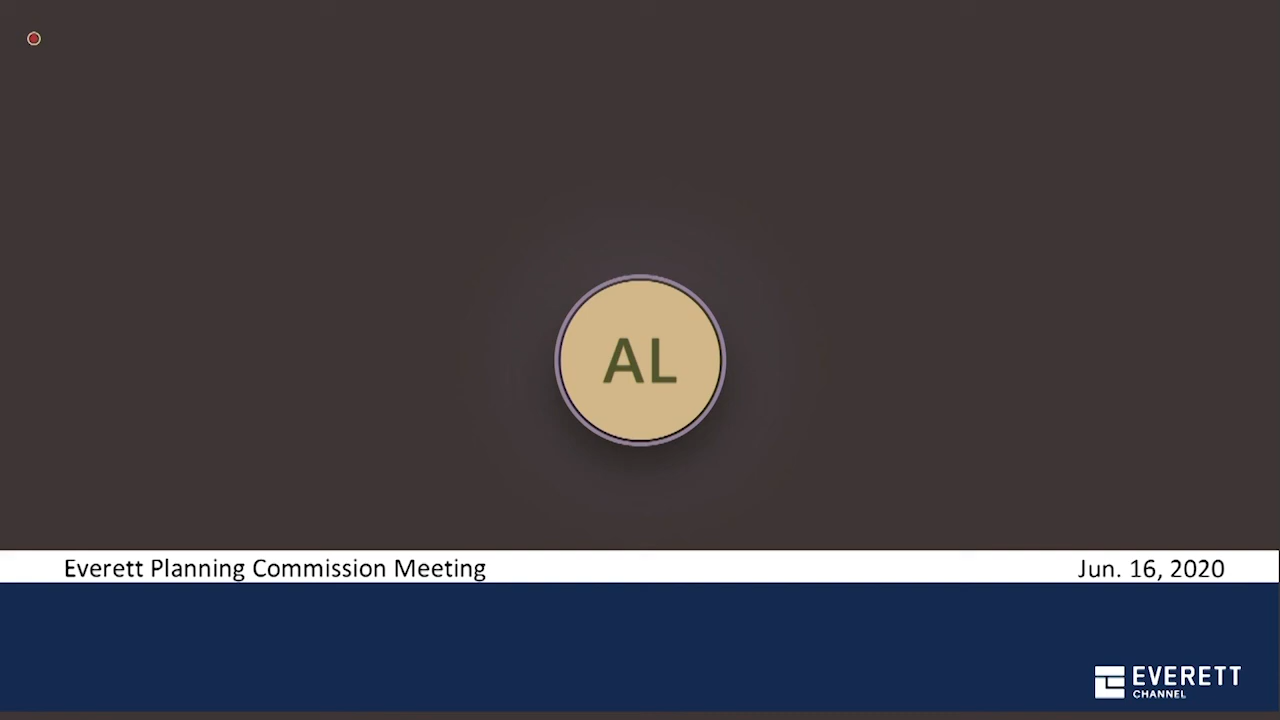 AL
Everett Planning Commission Meeting
Jun. 16, 2020
EVERETT
CHANNEL